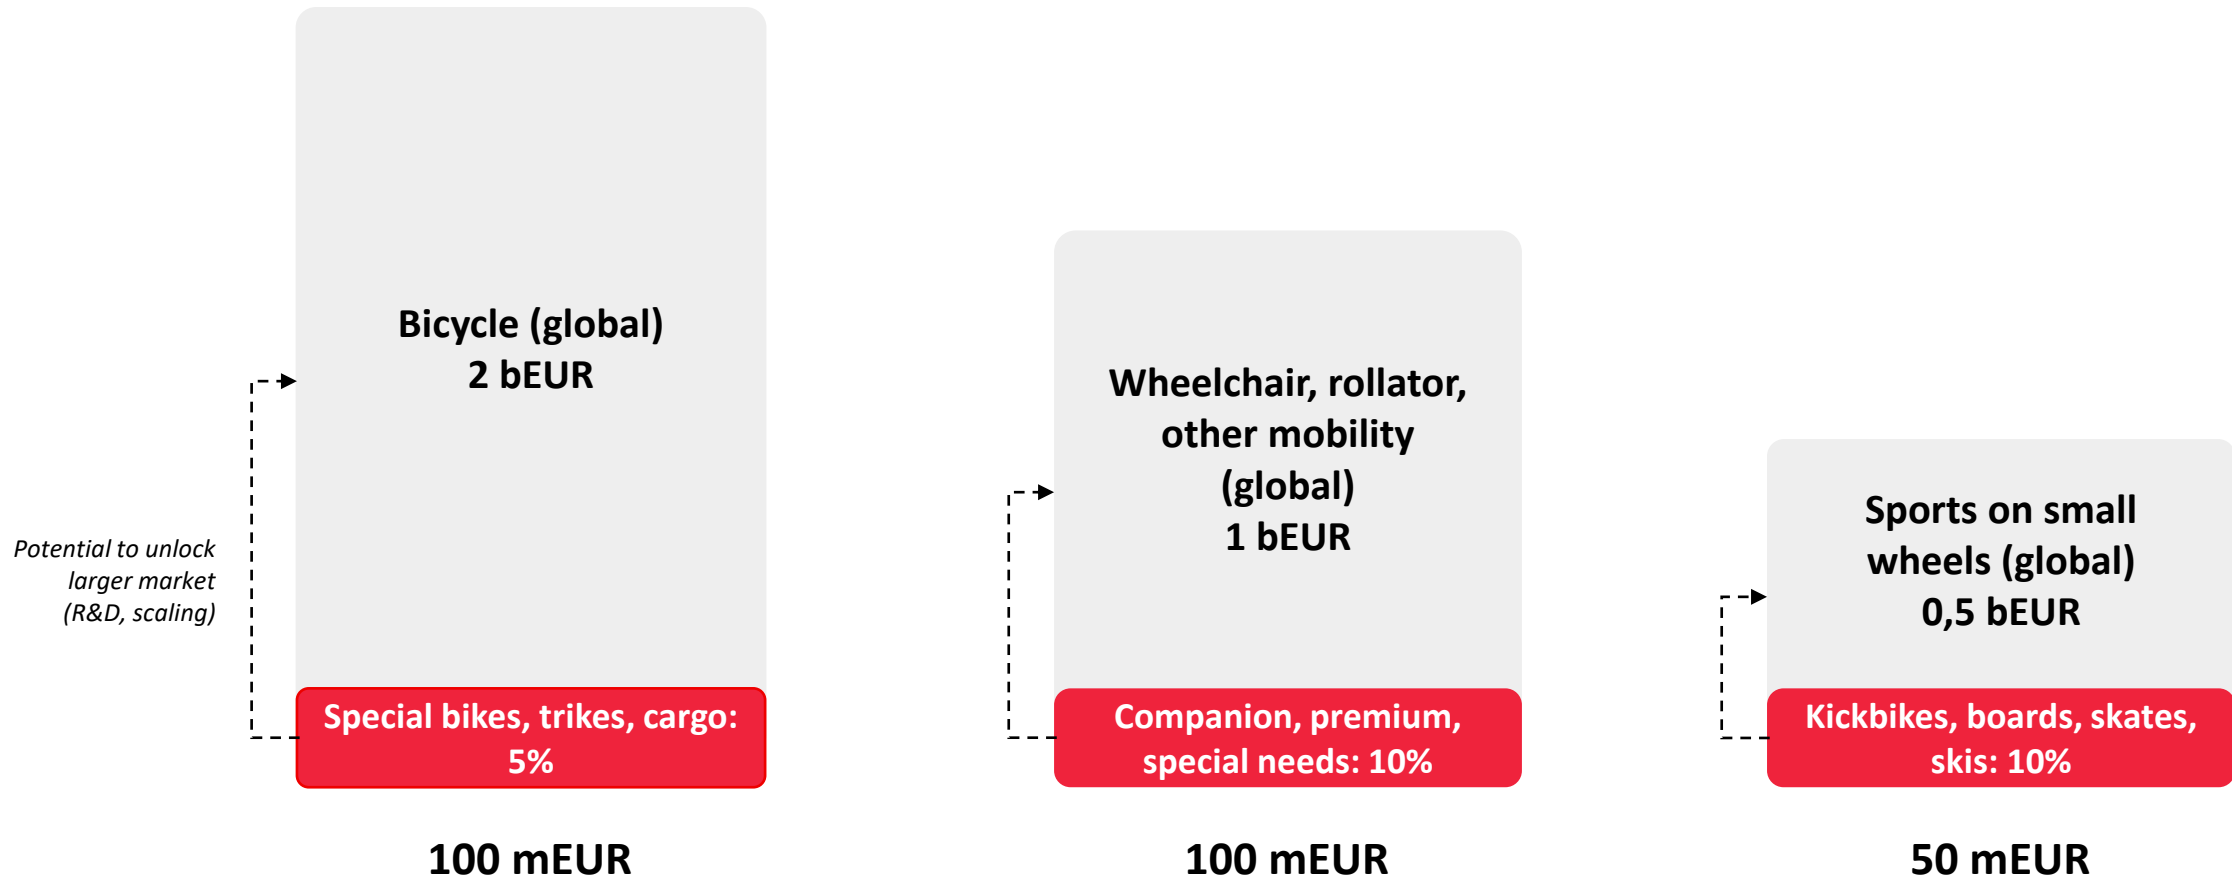 Bicycle (global)
2 bEUR
Potential to unlock
larger market
(R&D, scaling)
Special bikes, trikes, cargo:
5%
100 mEUR
Wheelchair, rollator,
other mobility
(global)
1 bEUR
Companion, premium,
special needs: 10%
100 mEUR
Sports on small
wheels (global)
0,5 bEUR
Kickbikes, boards, skates,
skis: 10%
50 mEUR